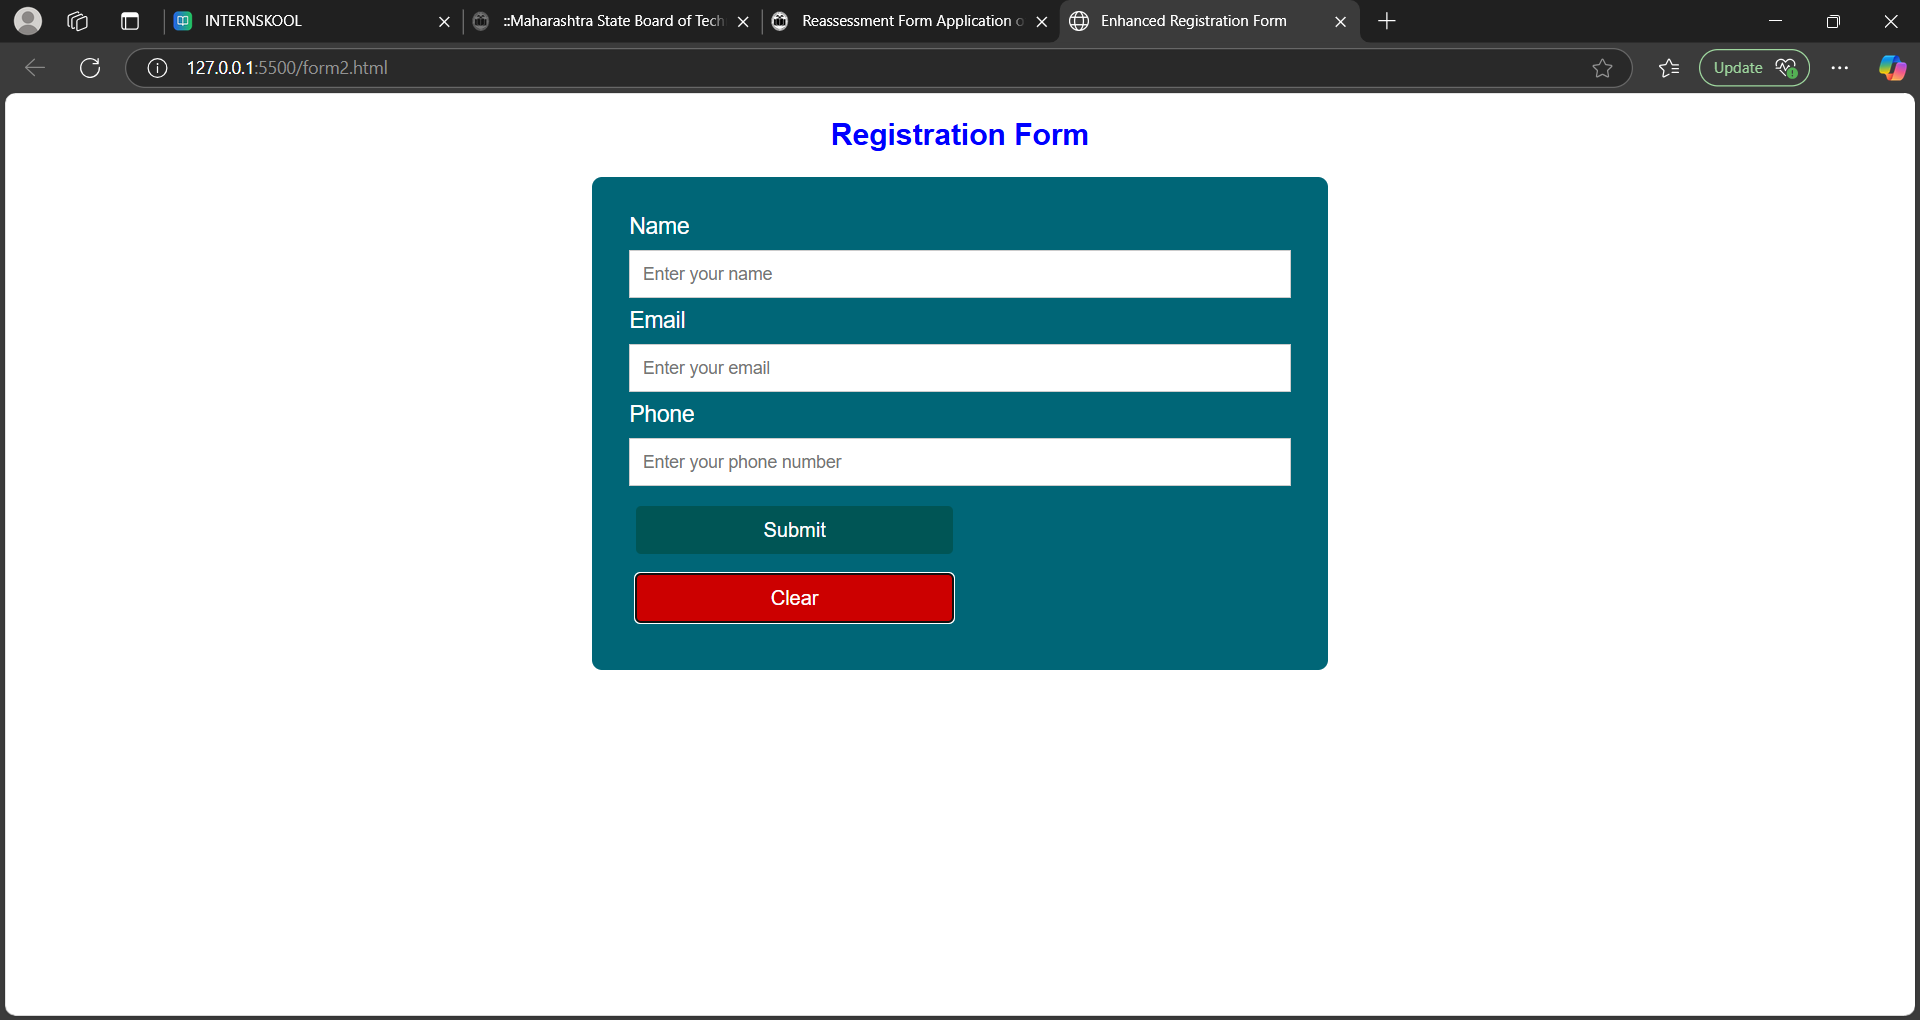 INTERNSKOOL
::Maharashtra State Board of Tech
Reassessment Form Application o
Enhanced Registration Form
127.0.0.1:5500/form2.html
Update
Registration Form
Name
Enter your name
Email
Enter your email
Phone
Enter your phone number
Submit
Clear